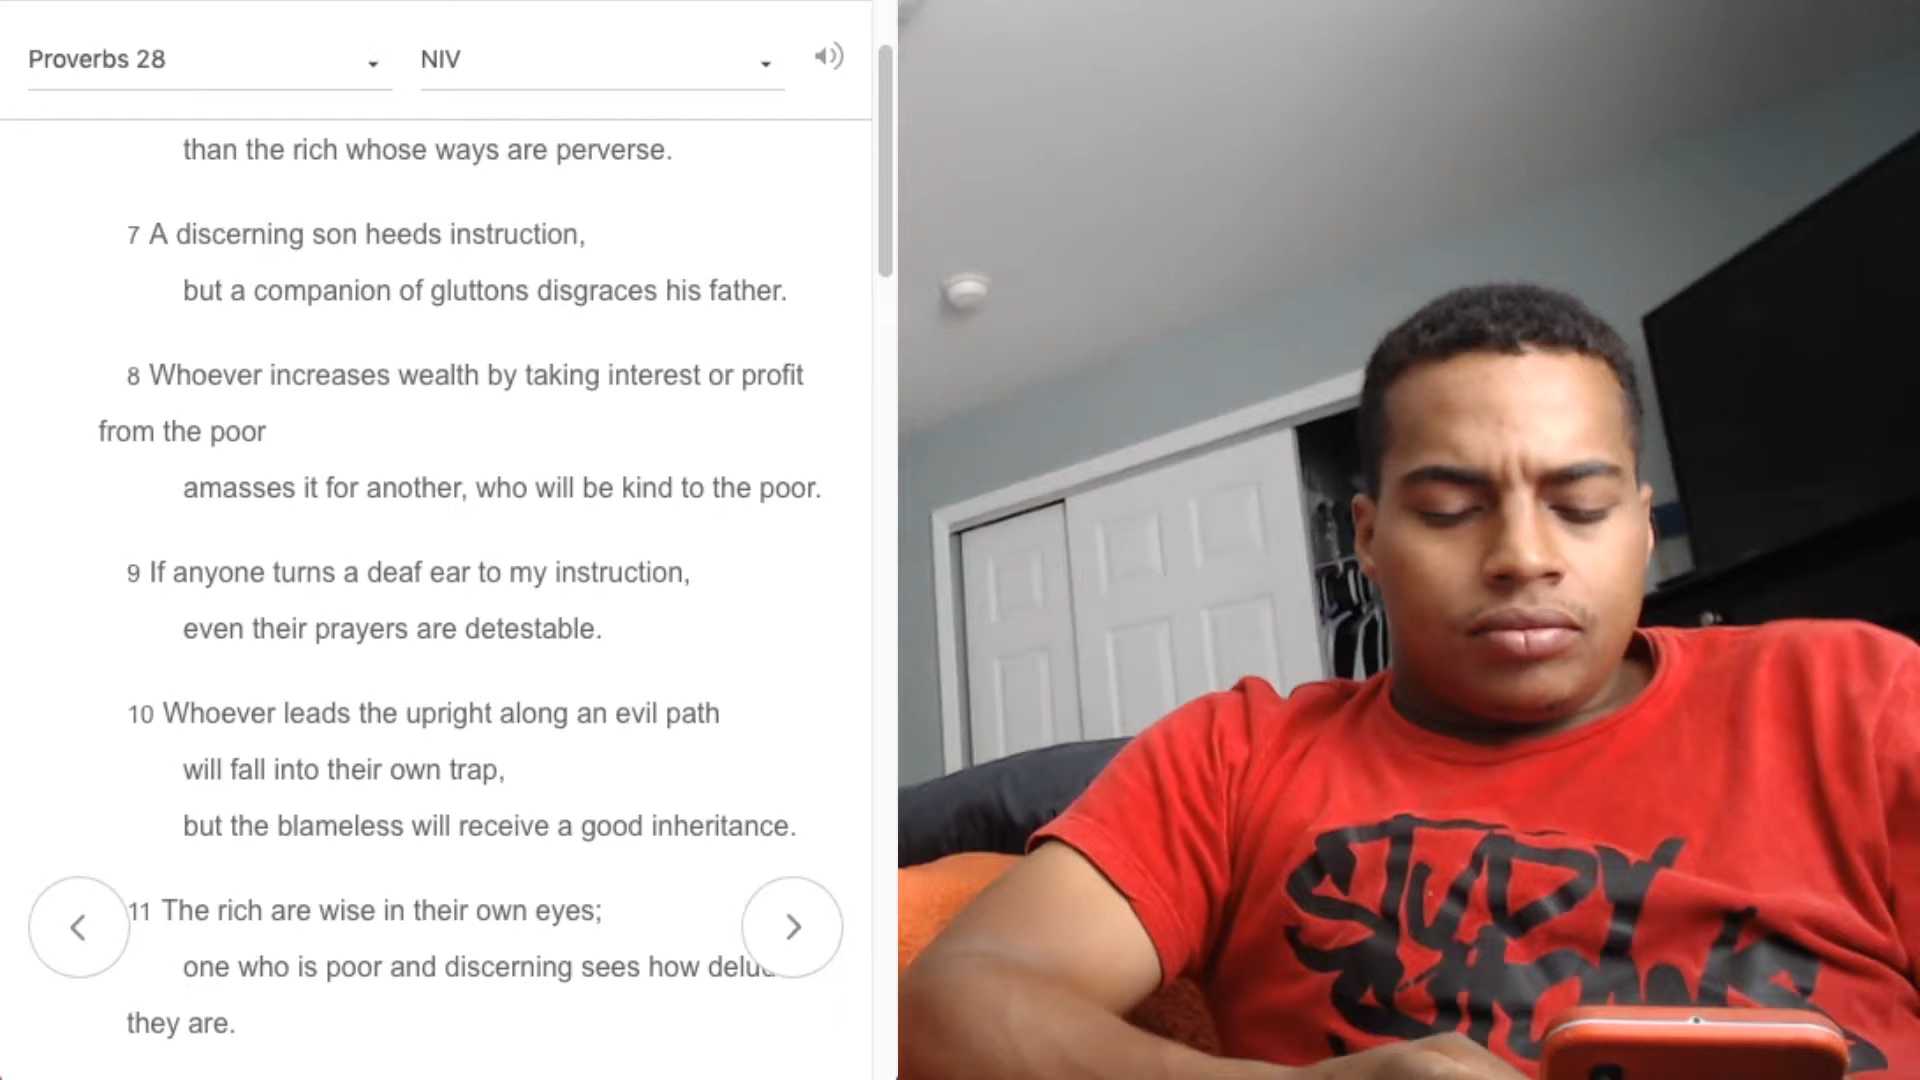 Proverbs 28
NIV
than the rich whose ways are perverse.
7 A discerning son heeds instruction,
but a companion of gluttons disgraces his father.
8 Whoever increases wealth by taking interest or profit
from the poor
amasses it for another, who will be kind to the poor.
9 If anyone turns a deaf ear to my instruction,
even their prayers are detestable.
10 Whoever leads the upright along an evil path
will fall into their own trap,
but the blameless will receive a good inheritance.
11 The rich are wise in their own eyes;
one who is poor and discerning sees how
they are.
STUDY